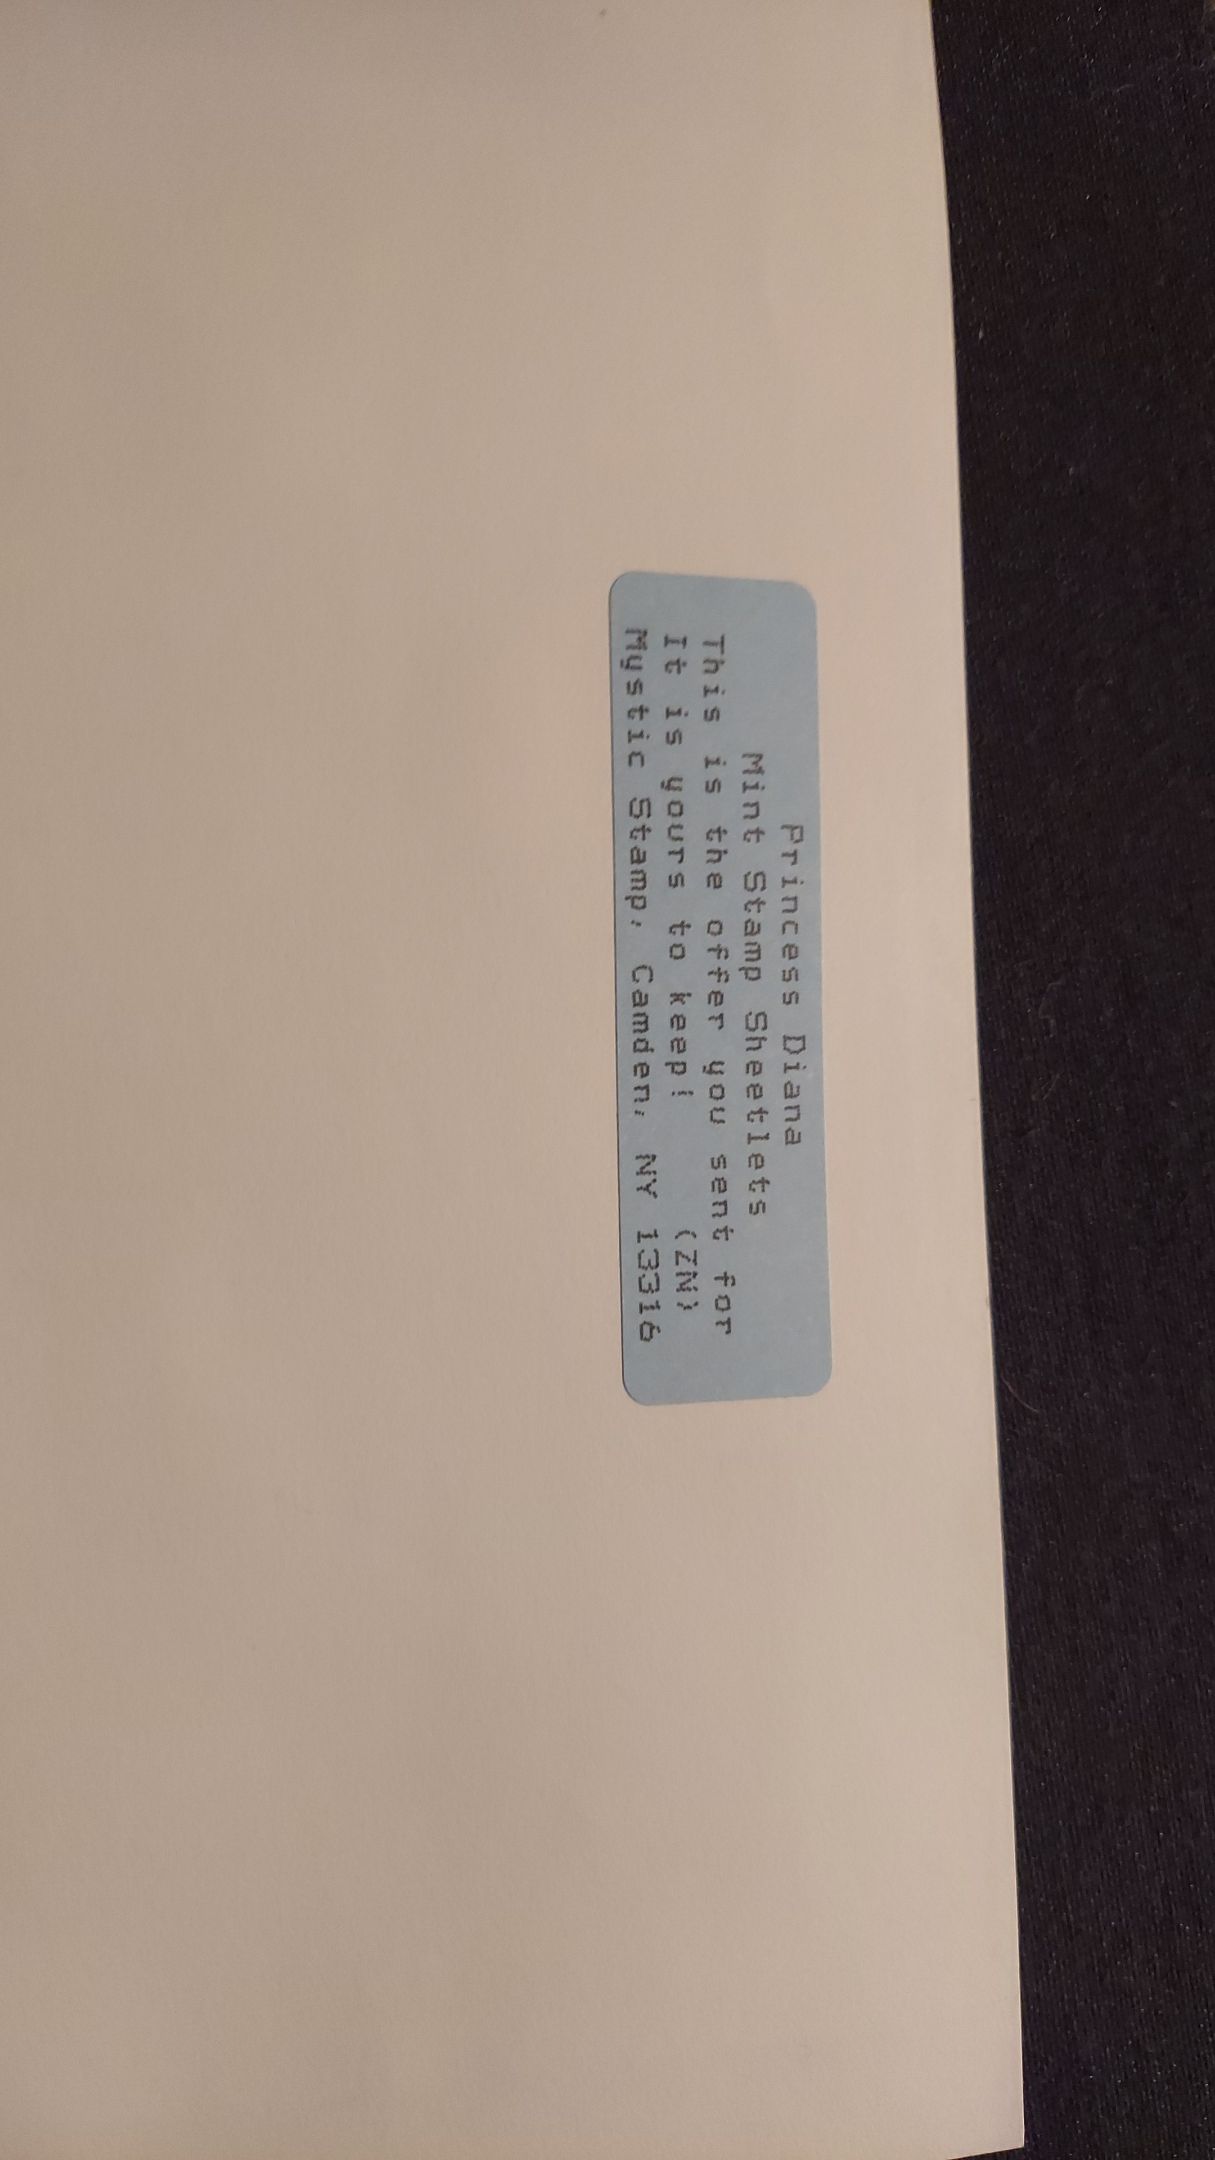 Princess Diana
Mint Stamp Sheetlets
This is the offer you sent for
It is yours to keep! (ZN)
Mystic Stamp, Camden, NY 13316